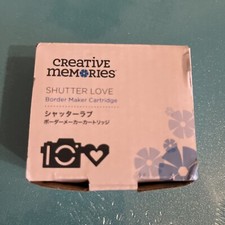 CREATIVE
MEMORIES
SHUTTER LOVE
Border Maker Cartridge
シャッターラブ
ボーダーメーカーカートリッジ